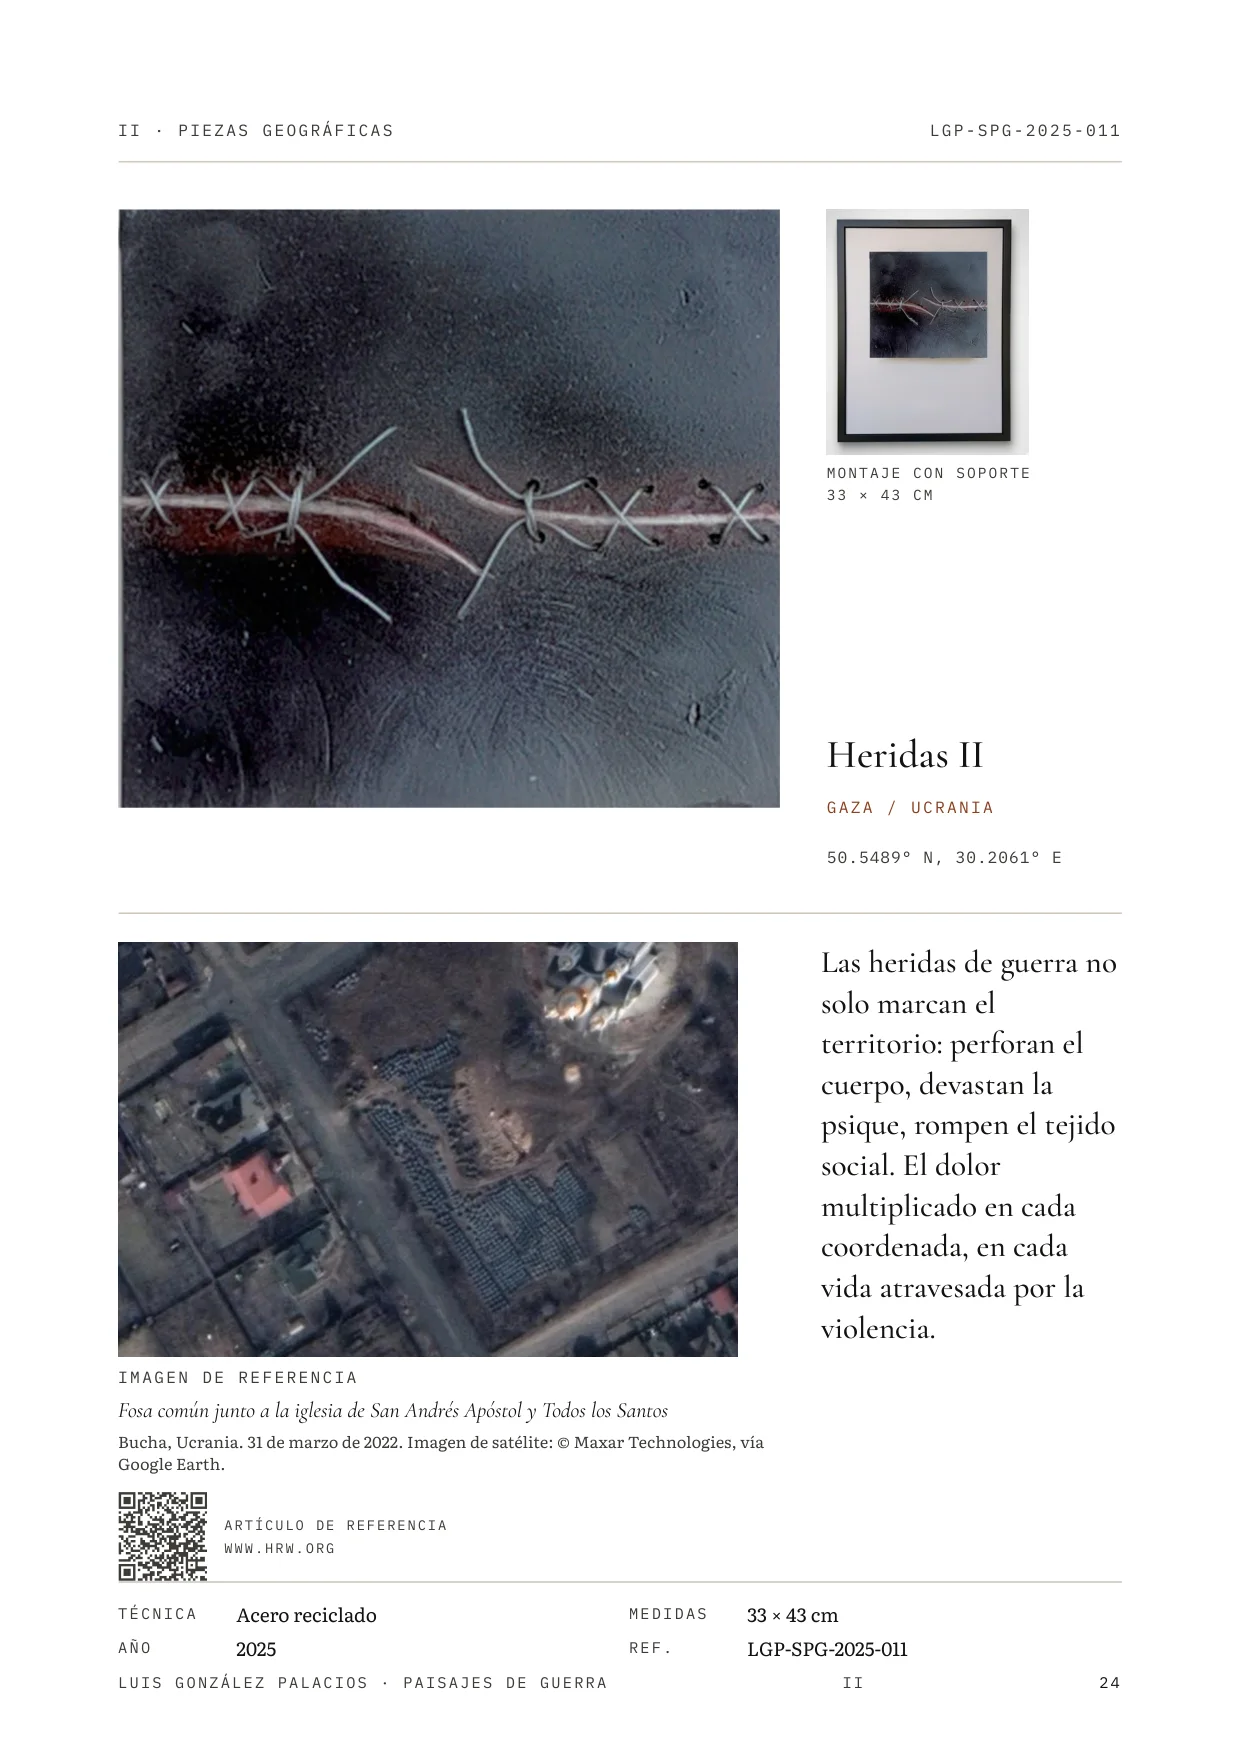 II · PIEZAS GEOGRÁFICAS
LGP-SPG-2025-011
MONTAJE CON SOPORTE
33 × 43 CM
Heridas II
GAZA / UCRANIA
50.5489° N, 30.2061° E
Las heridas de guerra no
solo marcan el
territorio: perforan el
cuerpo, devastan la
psique, rompen el tejido
social. El dolor
multiplicado en cada
coordenada, en cada
vida atravesada por la
violencia.
IMAGEN DE REFERENCIA
Fosa común junto a la iglesia de San Andrés Apóstol y Todos los Santos
Bucha, Ucrania. 31 de marzo de 2022. Imagen de satélite: © Maxar Technologies, vía
Google Earth.
ARTÍCULO DE REFERENCIA
WWW.HRW.ORG
TÉCNICA Acero reciclado MEDIDAS 33 × 43 cm
AÑO 2025 REF. LGP-SPG-2025-011
LUIS GONZÁLEZ PALACIOS · PAISAJES DE GUERRA II 24